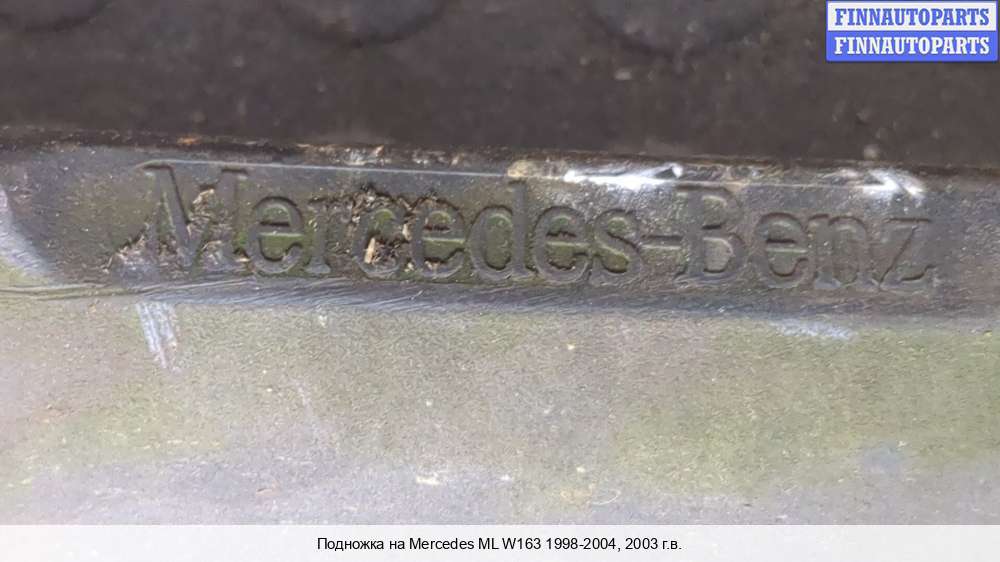 FINNAUTOPARTS
FINNAUTOPARTS
Mercedes-Benz
Подножка на Mercedes ML W163 1998-2004, 2003 г.в.